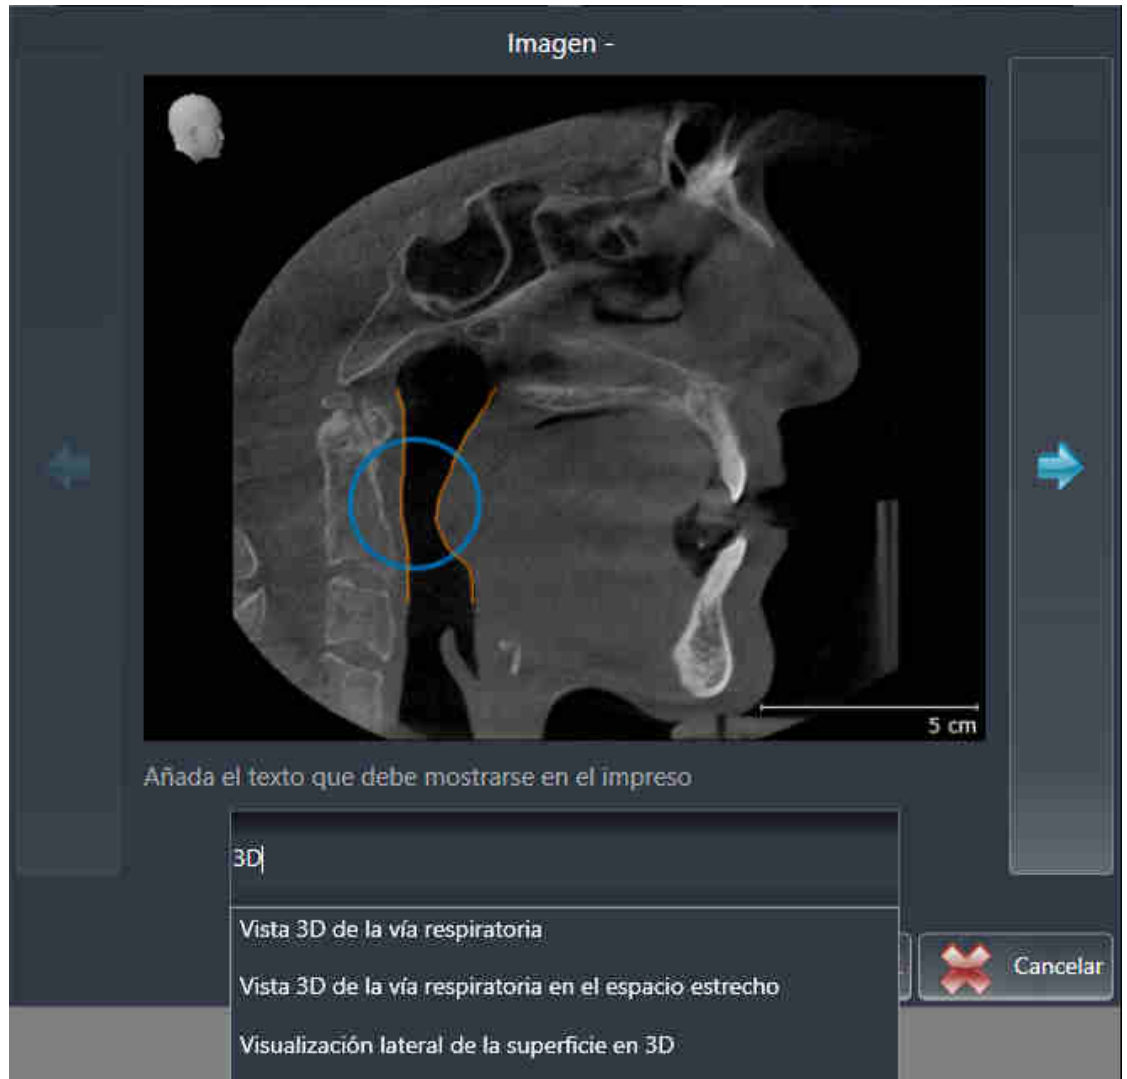 Imagen -
5 cm
Añada el texto que debe mostrarse en el impreso
3D
Vista 3D de la vía respiratoria
Vista 3D de la vía respiratoria en el espacio estrecho
Cancelar
Visualización lateral de la superficie en 3D